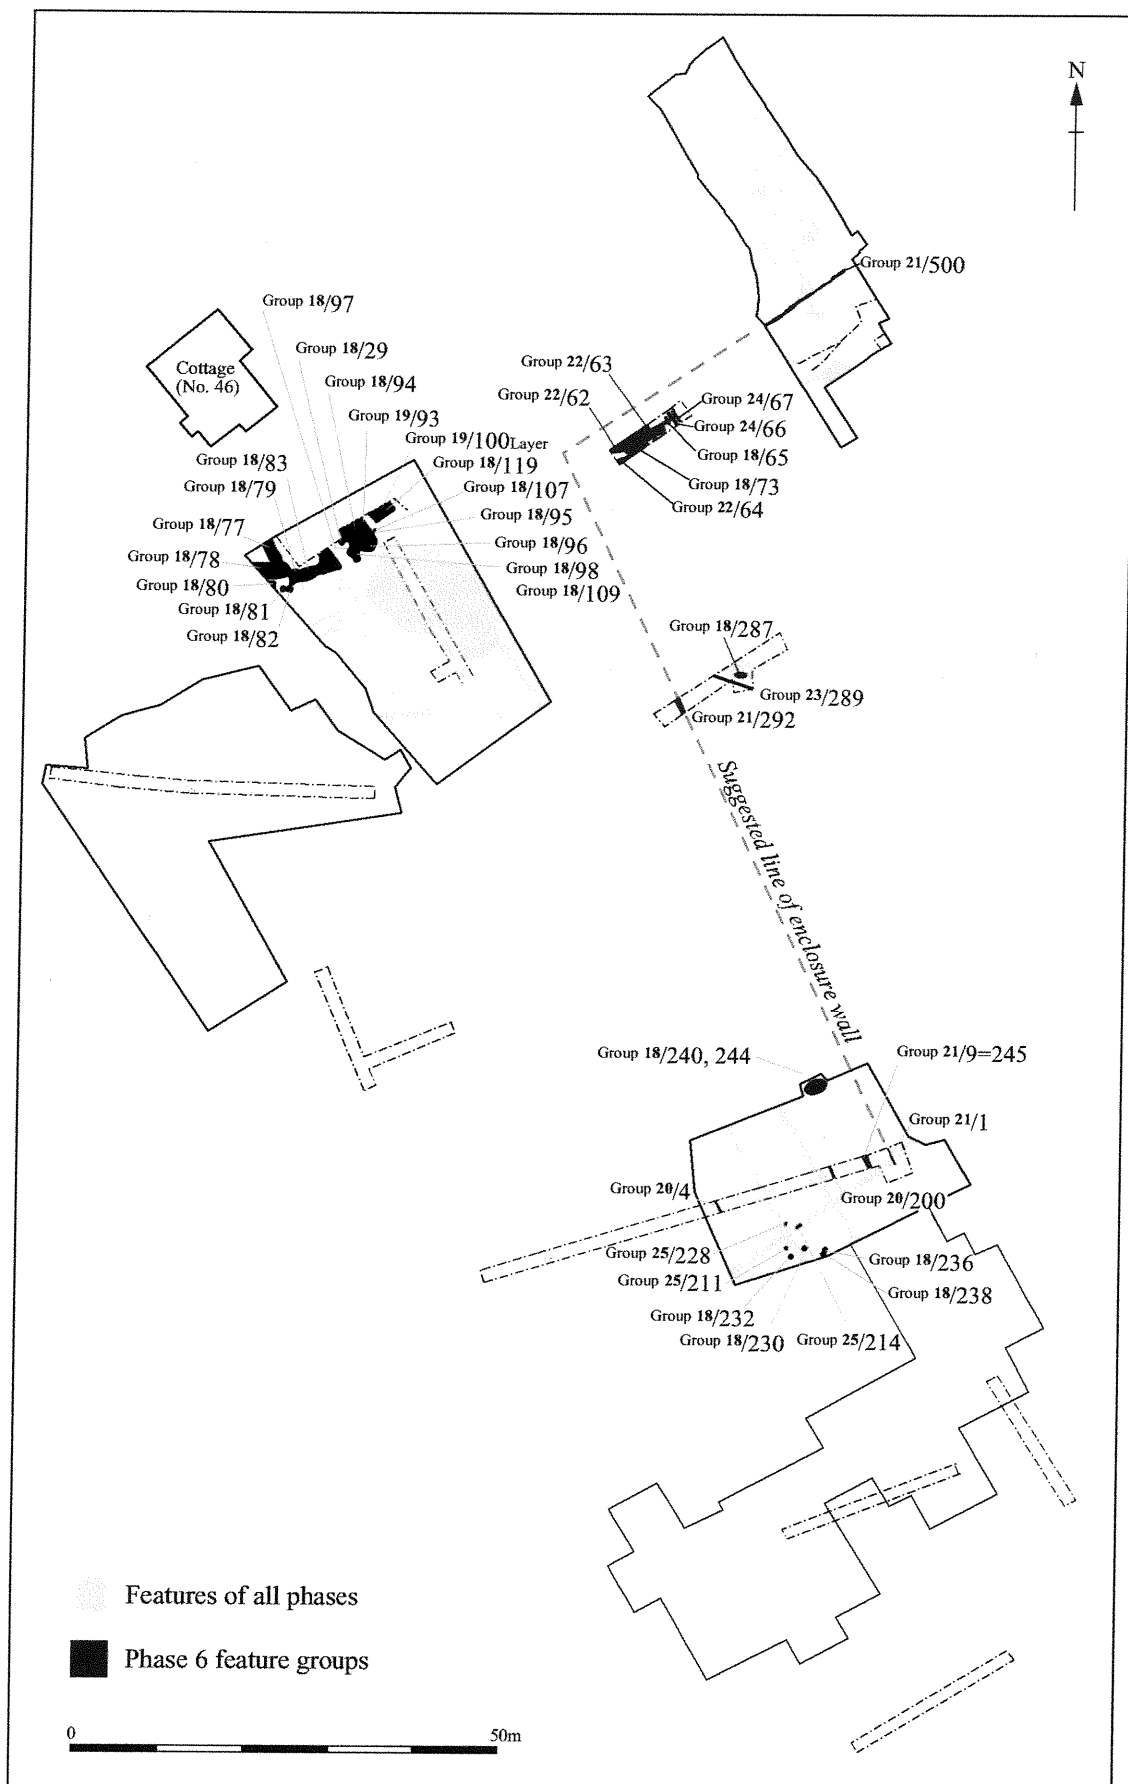 N
Group 21/500
Group 18/97
Group 18/29
Group 18/94
Group 19/93
Group 19/100Layer
Group 18/119
Group 18/107
Group 18/95
Group 18/96
Group 18/98
Group 18/109
Cottage
(No. 46)
Group 18/83
Group 18/79
Group 18/77
Group 18/78
Group 18/80
Group 18/81
Group 18/82
Group 22/63
Group 22/62
Group 24/67
Group 24/66
Group 18/65
Group 18/73
Group 22/64
Group 18/287
Group 23/289
Group 21/292
Suggested line of enclosure wall
Group 18/240, 244
Group 21/9=245
Group 21/1
Group 20/4
Group 20/200
Group 25/228
Group 25/211
Group 18/232
Group 18/230
Group 25/214
Group 18/236
Group 18/238
Features of all phases
Phase 6 feature groups
0
50m